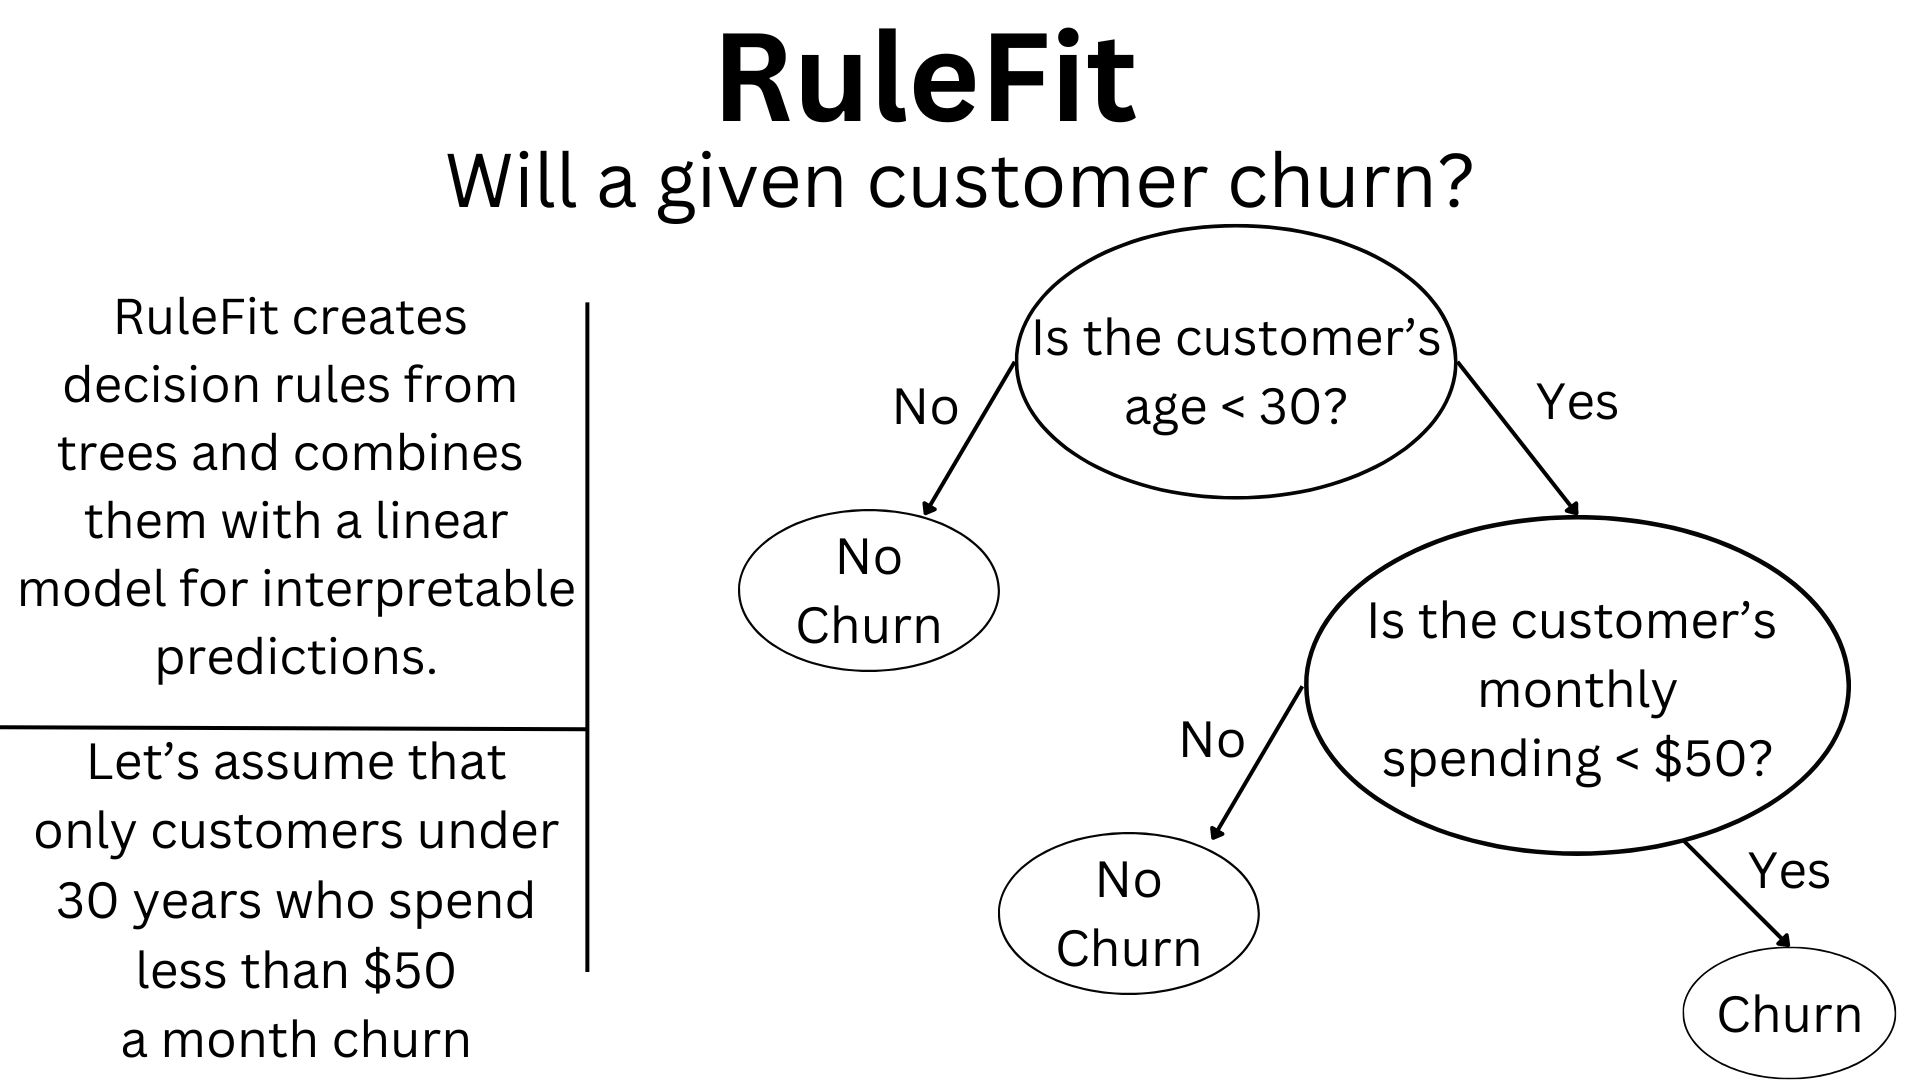 RuleFit
Will a given customer churn?
RuleFit creates
decision rules from
trees and combines
them with a linear
model for interpretable
predictions.
Let’s assume that
only customers under
30 years who spend
less than $50
a month churn
Is the customer’s
age < 30?
No
Yes
No
Churn
Is the customer’s
monthly
spending < $50?
No
Yes
No
Churn
Churn